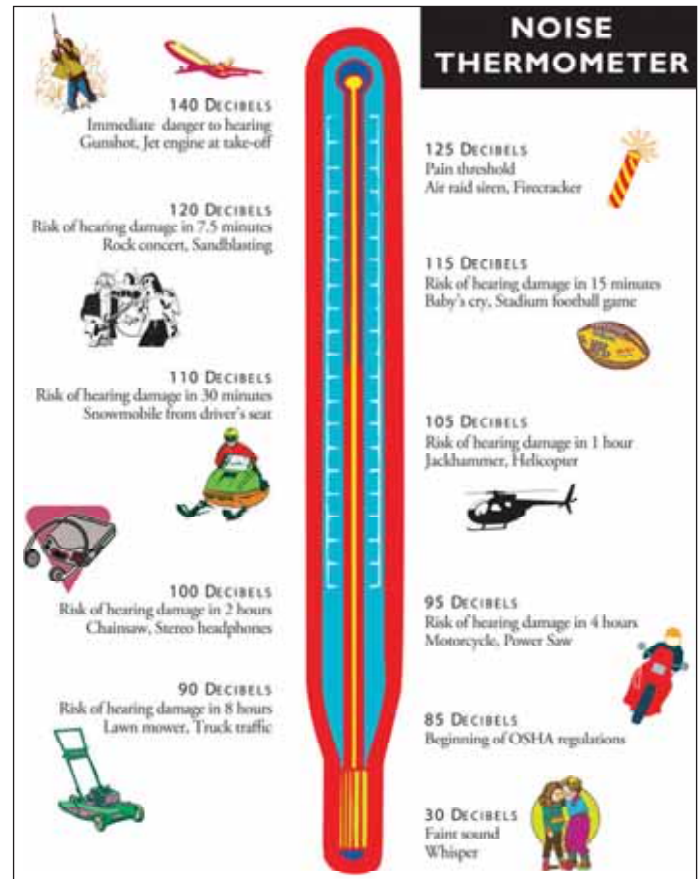 NOISE
THERMOMETER
140 DECIBELS
Immediate danger to hearing
Gunshot, Jet engine at take-off
125 DECIBELS
Pain threshold
Air raid siren, Firecracker
120 DECIBELS
Risk of hearing damage in 7.5 minutes
Rock concert, Sandblasting
115 DECIBELS
Risk of hearing damage in 15 minutes
Baby's cry, Stadium football game
110 DECIBELS
Risk of hearing damage in 30 minutes
Snowmobile from driver's seat
105 DECIBELS
Risk of hearing damage in 1 hour
Jackhammer, Helicopter
100 DECIBELS
Risk of hearing damage in 2 hours
Chainsaw, Stereo headphones
95 DECIBELS
Risk of hearing damage in 4 hours
Motorcycle, Power Saw
90 DECIBELS
Risk of hearing damage in 8 hours
Lawn mower, Truck traffic
85 DECIBELS
Beginning of OSHA regulations
30 DECIBELS
Faint sound
Whisper